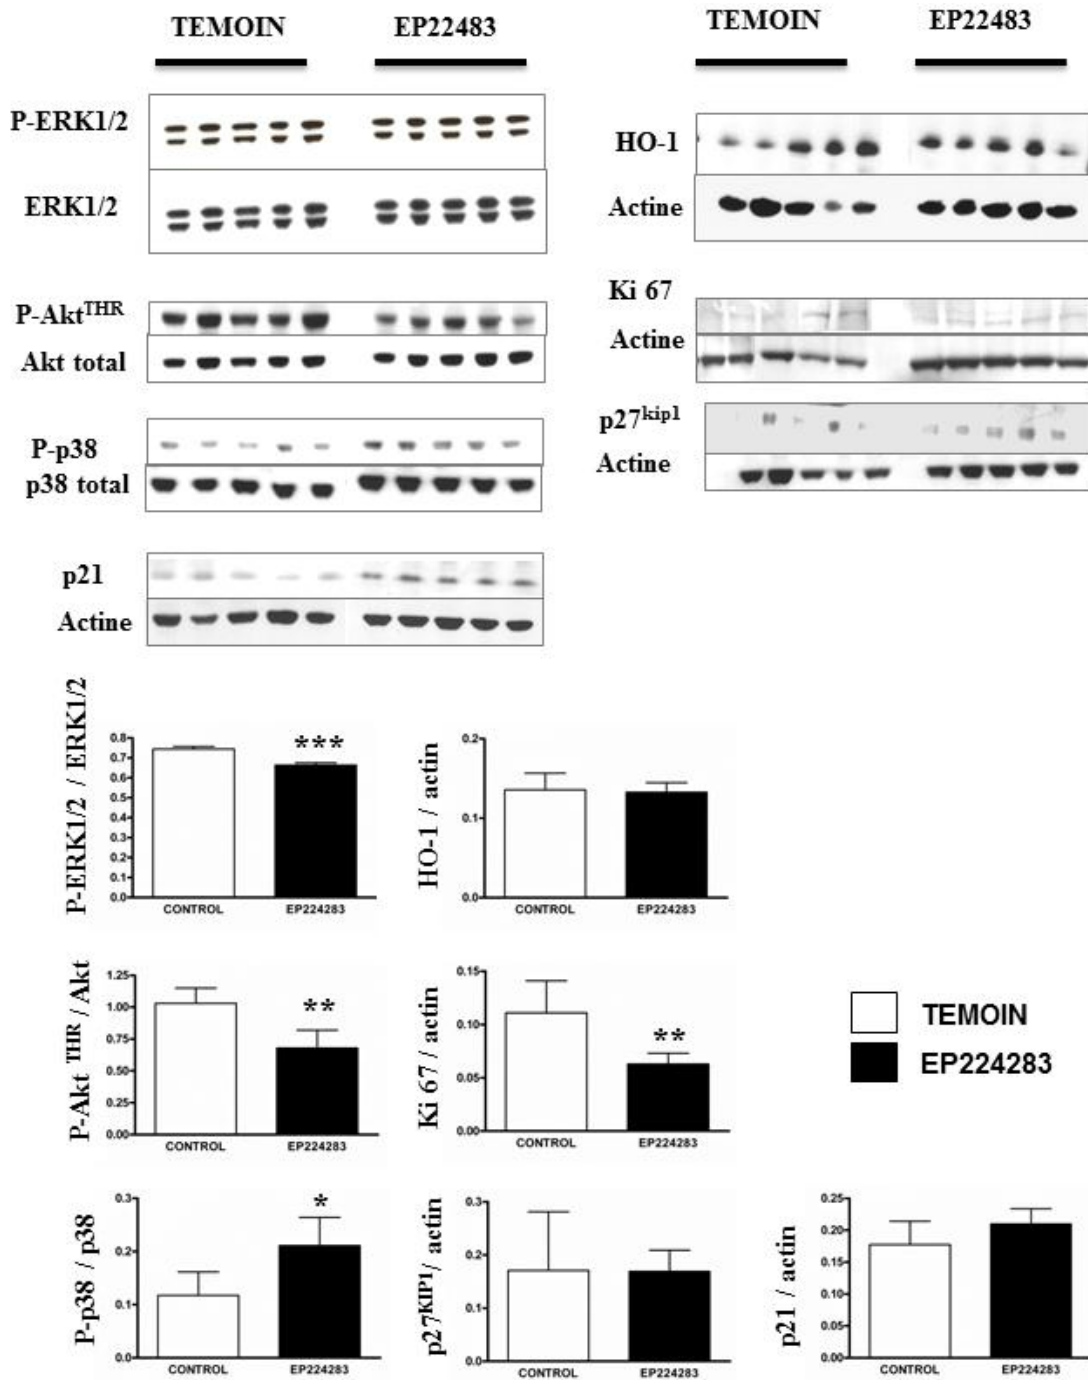 TEMOIN EP22483
TEMOIN EP22483
P-ERK1/2
ERK1/2
P-Akt^THR
Akt total
P-p38
p38 total
p21
Actine
HO-1
Actine
Ki 67
Actine
p27^kip1
Actine
P-ERK1/2 / ERK1/2
0.8
0.7
0.6
0.5
0.4
0.3
0.2
0.1
0.0
***
CONTROL EP224283
HO-1 / actin
0.2
0.1
0.0
CONTROL EP224283
P-Akt ^THR / Akt
1.25
1.00
0.75
0.50
0.25
0.00
**
CONTROL EP224283
Ki 67 / actin
0.15
0.10
0.05
0.00
**
CONTROL EP224283
TEMOIN
EP224283
P-p38 / p38
0.3
0.2
0.1
0.0
*
CONTROL EP224283
p27^KIP1/ actin
0.3
0.2
0.1
0.0
CONTROL EP224283
p21 / actin
0.25
0.20
0.15
0.10
0.05
0.00
CONTROL EP224283